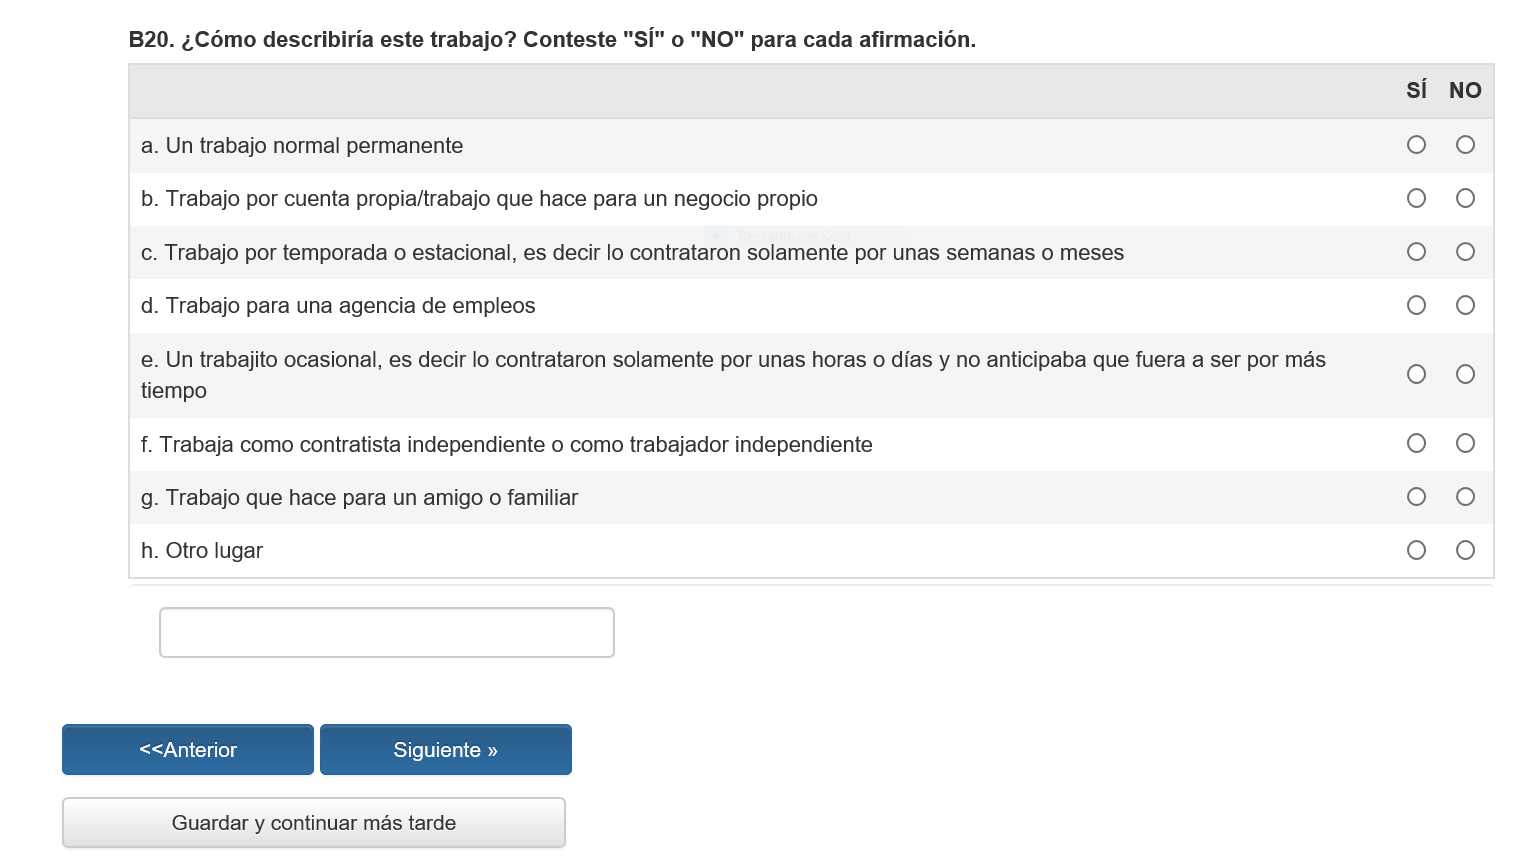 B20. ¿Cómo describiría este trabajo? Conteste "SÍ" o "NO" para cada afirmación.
SÍ NO
a. Un trabajo normal permanente
b. Trabajo por cuenta propia/trabajo que hace para un negocio propio
Rectangular Snip
c. Trabajo por temporada o estacional, es decir lo contrataron solamente por unas semanas o meses
d. Trabajo para una agencia de empleos
e. Un trabajito ocasional, es decir lo contrataron solamente por unas horas o días y no anticipaba que fuera a ser por más
tiempo
f. Trabaja como contratista independiente o como trabajador independiente
g. Trabajo que hace para un amigo o familiar
h. Otro lugar
<<Anterior
Siguiente »
Guardar y continuar más tarde